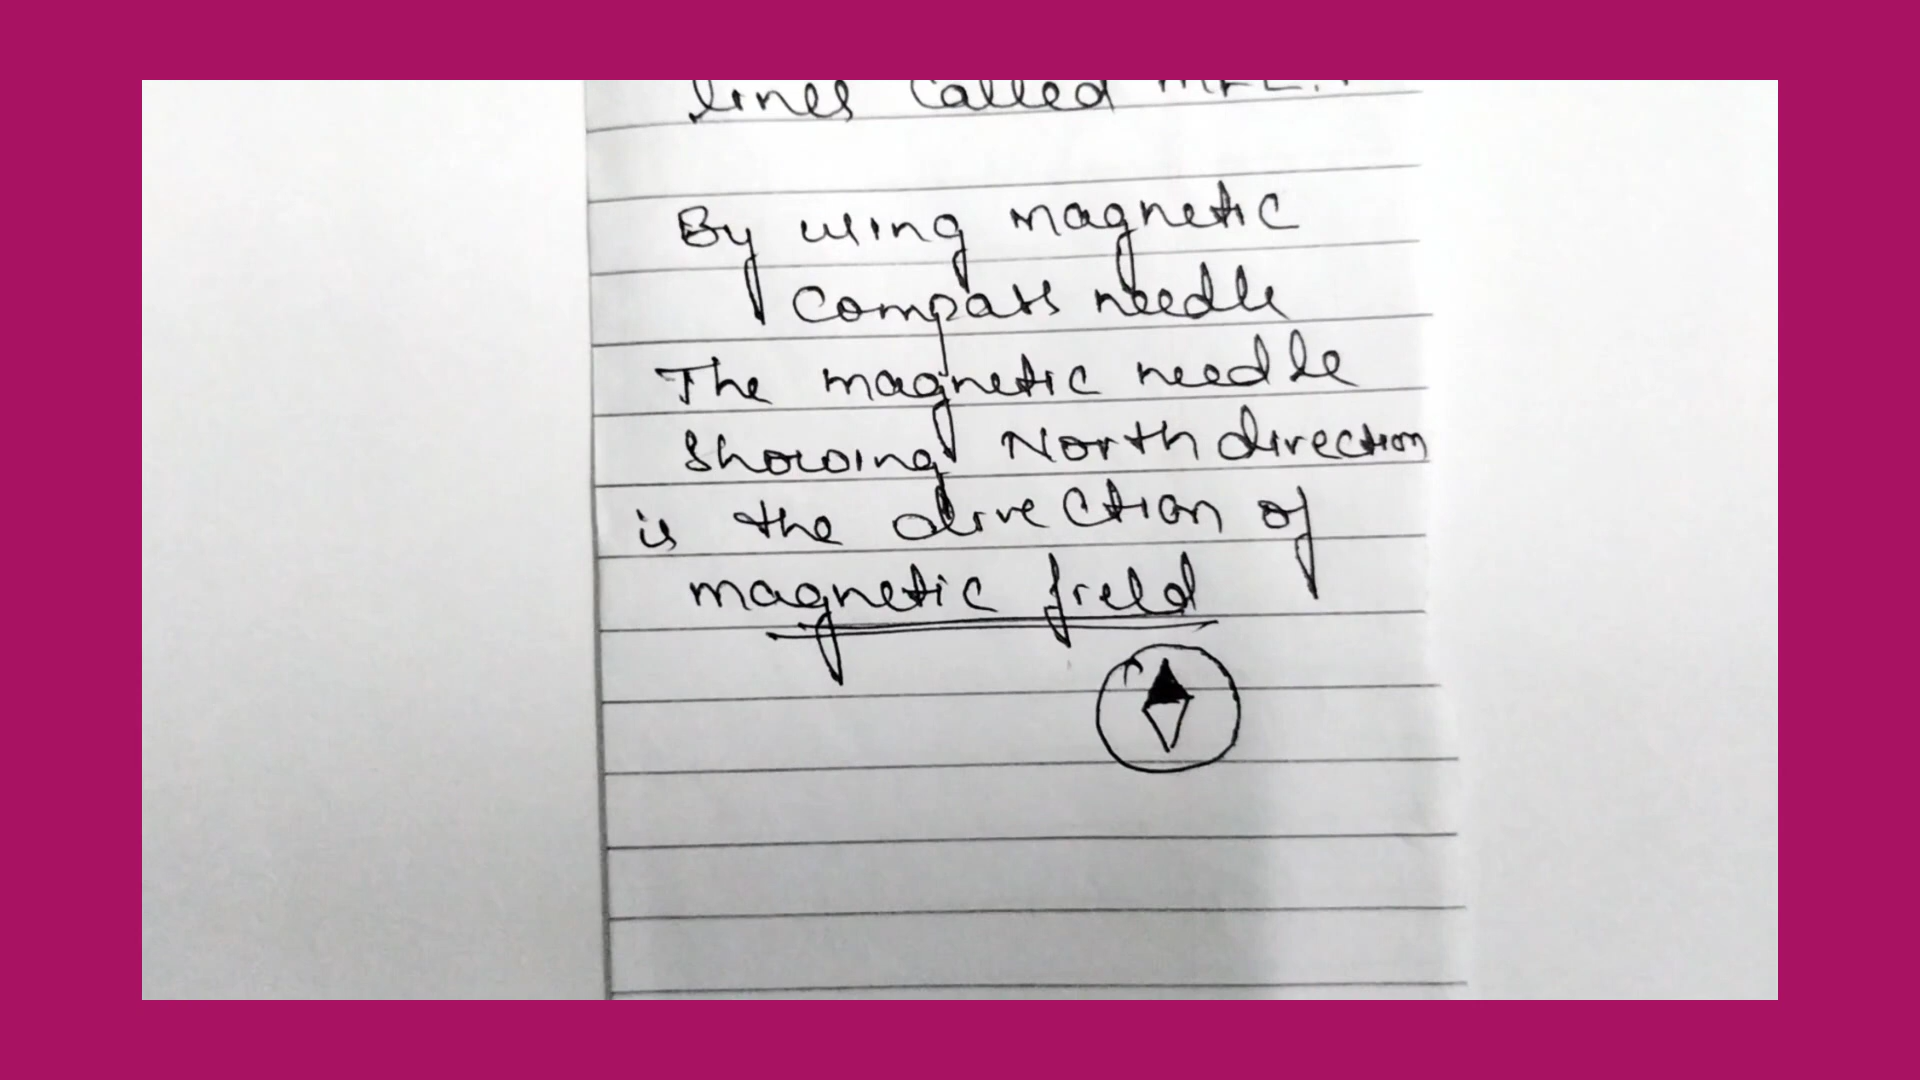 lines called MFL.
By using magnetic
compass needle
The magnetic needle
showing North direction
is the direction of
magnetic field